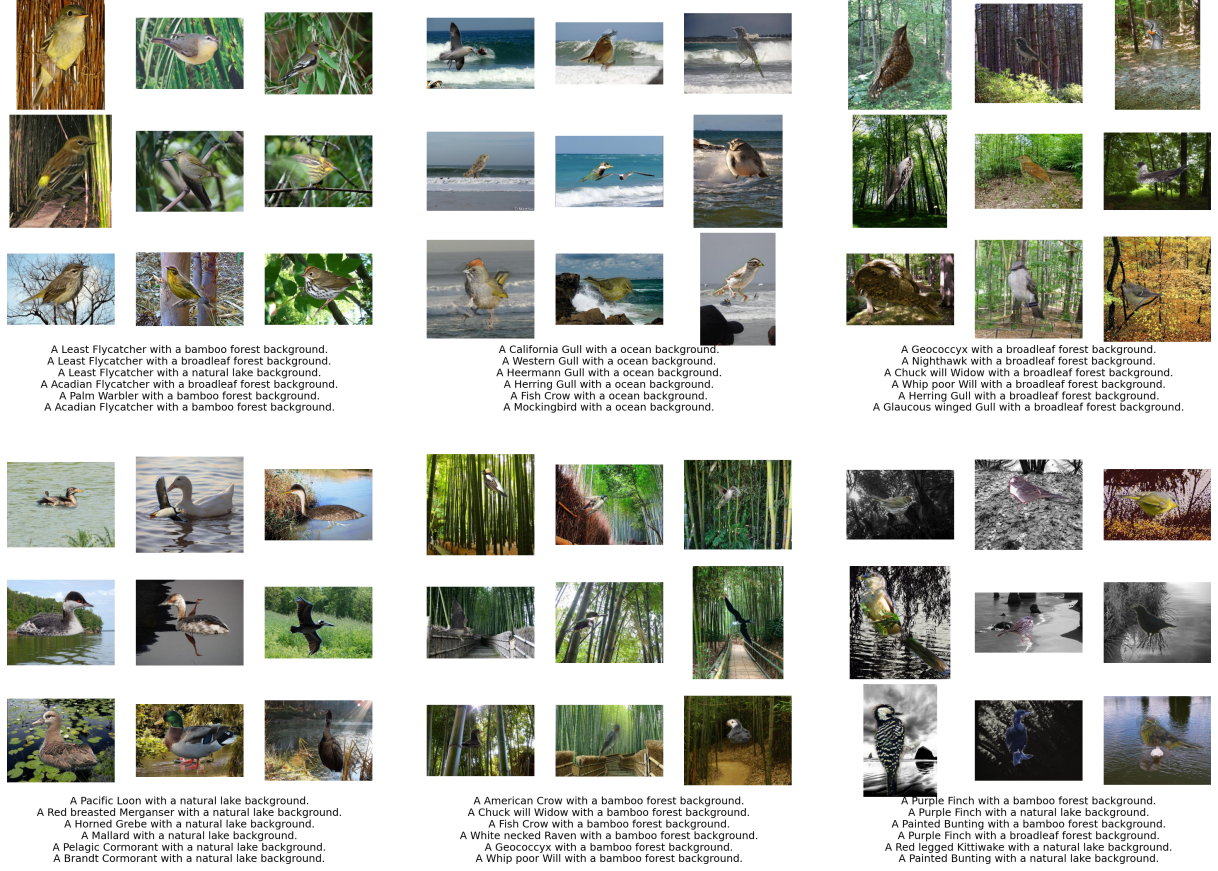 A Least Flycatcher with a bamboo forest background.
A Least Flycatcher with a broadleaf forest background.
A Least Flycatcher with a natural lake background.
A Acadian Flycatcher with a broadleaf forest background.
A Palm Warbler with a bamboo forest background.
A Acadian Flycatcher with a bamboo forest background.
A California Gull with a ocean background.
A Western Gull with a ocean background.
A Heermann Gull with a ocean background.
A Herring Gull with a ocean background.
A Fish Crow with a ocean background.
A Mockingbird with a ocean background.
A Geococcyx with a broadleaf forest background.
A Nighthawk with a broadleaf forest background.
A Chuck will Widow with a broadleaf forest background.
A Whip poor Will with a broadleaf forest background.
A Herring Gull with a broadleaf forest background.
A Glaucous winged Gull with a broadleaf forest background.
A Pacific Loon with a natural lake background.
A Red breasted Merganser with a natural lake background.
A Horned Grebe with a natural lake background.
A Mallard with a natural lake background.
A Pelagic Cormorant with a natural lake background.
A Brandt Cormorant with a natural lake background.
A American Crow with a bamboo forest background.
A Chuck will Widow with a bamboo forest background.
A Fish Crow with a bamboo forest background.
A White necked Raven with a bamboo forest background.
A Geococcyx with a bamboo forest background.
A Whip poor Will with a bamboo forest background.
A Purple Finch with a bamboo forest background.
A Purple Finch with a natural lake background.
A Painted Bunting with a bamboo forest background.
A Purple Finch with a broadleaf forest background.
A Red legged Kittiwake with a natural lake background.
A Painted Bunting with a natural lake background.